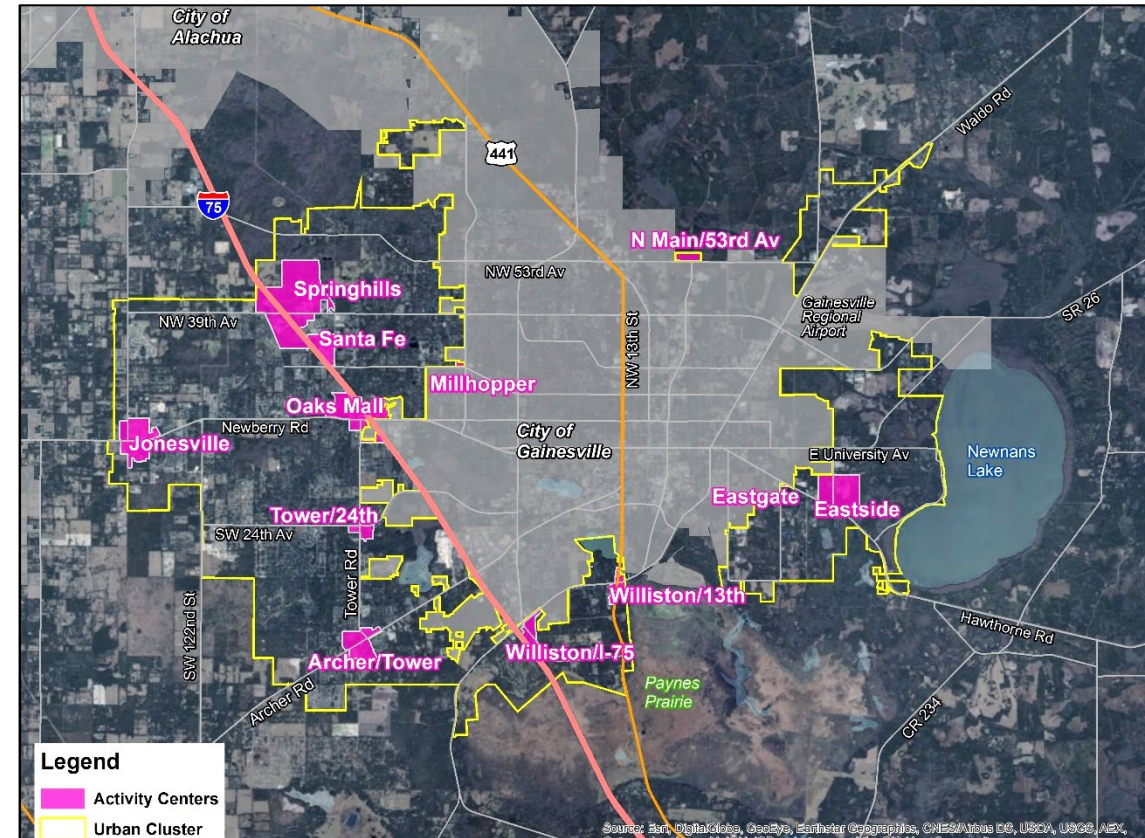 City of
Alachua
441
Waldo Rd
75
N Main/53rd Av
NW 53rd Av
Springhills
SR 26
Gainesville
Regional
Airport
NW 39th Av
Santa Fe
NW 13th St
Millhopper
Oaks Mall
Newberry Rd
Jonesville
City of
Gainesville
E University Av
Newnans
Lake
Eastgate
Eastside
Tower/24th
SW 24th Av
Tower Rd
Williston/13th
SW 122nd St
Hawthorne Rd
Archer/Tower
Williston/I-75
Paynes
Prairie
Archer Rd
CR 234
Legend
Activity Centers
Urban Cluster
Source: Esri, DigitalGlobe, GeoEye, Earthstar Geographics, CNES/Airbus DS, USDA, USGS, AEX,